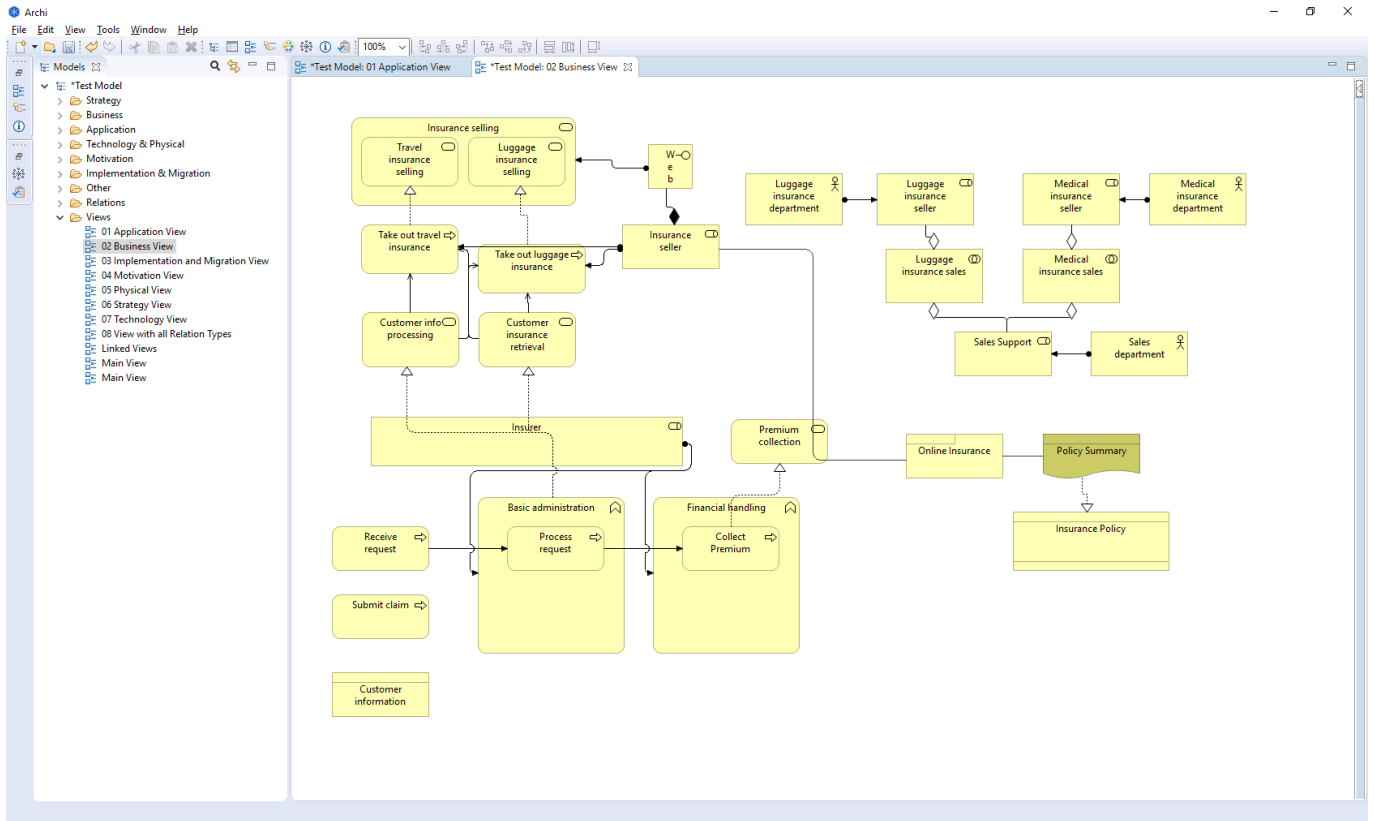 Archi
File Edit View Tools Window Help
100%
Models
*Test Model: 01 Application View
*Test Model: 02 Business View
*Test Model
Strategy
Business
Application
Technology & Physical
Motivation
Implementation & Migration
Other
Relations
Views
01 Application View
02 Business View
03 Implementation and Migration View
04 Motivation View
05 Physical View
06 Strategy View
07 Technology View
08 View with all Relation Types
Linked Views
Main View
Main View
Insurance selling
Travel
insurance
selling
Luggage
insurance
selling
W
e
b
Luggage
insurance
department
Luggage
insurance
seller
Medical
insurance
seller
Medical
insurance
department
Take out travel
insurance
Take out luggage
insurance
Insurance
seller
Luggage
insurance sales
Medical
insurance sales
Customer info
processing
Customer
insurance
retrieval
Sales Support
Sales
department
Insurer
Premium
collection
Online Insurance
Policy Summary
Basic administration
Financial handling
Insurance Policy
Receive
request
Process
request
Collect
Premium
Submit claim
Customer
information